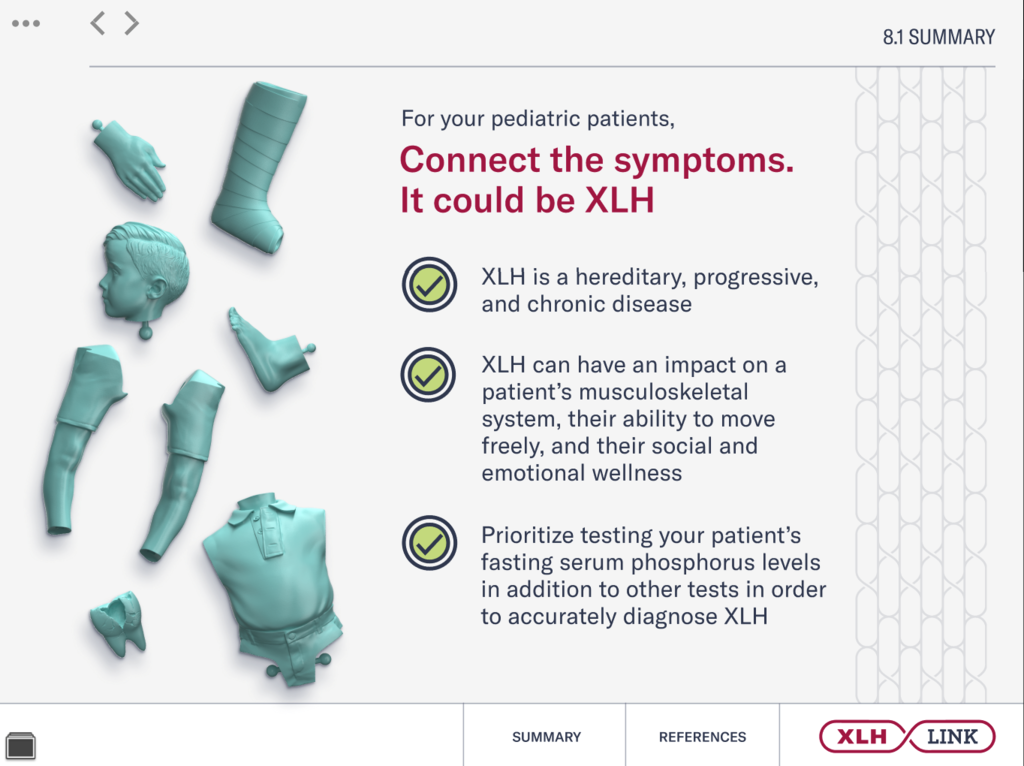 8.1 SUMMARY
For your pediatric patients,
Connect the symptoms.
It could be XLH
XLH is a hereditary, progressive,
and chronic disease
XLH can have an impact on a
patient’s musculoskeletal
system, their ability to move
freely, and their social and
emotional wellness
Prioritize testing your patient’s
fasting serum phosphorus levels
in addition to other tests in order
to accurately diagnose XLH
SUMMARY
REFERENCES
XLH LINK